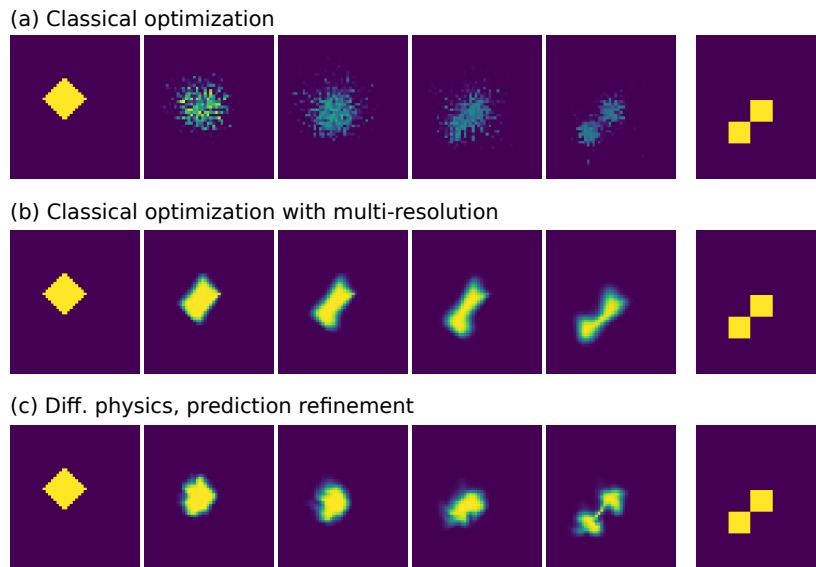 (a) Classical optimization
(b) Classical optimization with multi-resolution
(c) Diff. physics, prediction refinement